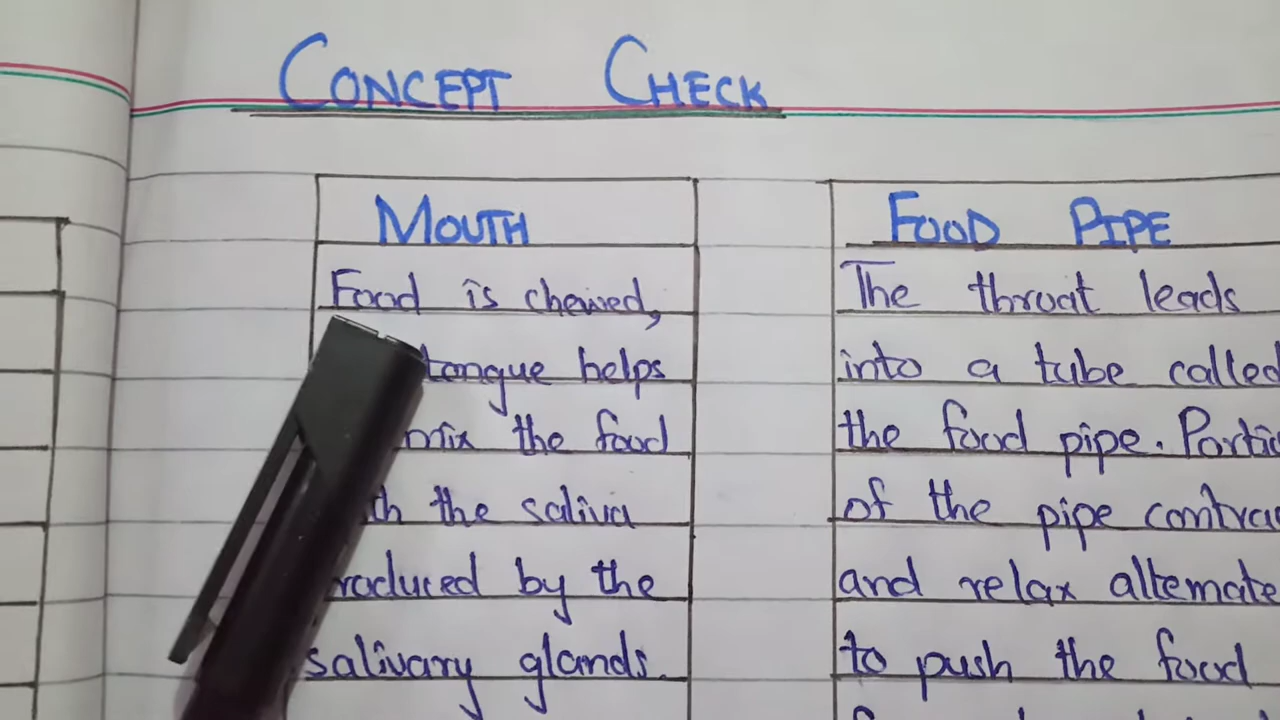 CONCEPT CHECK
MOUTH
Food is chewed,
tongue helps
mix the food
the saliva
by the
salivary glands.
FOOD PIPE
The throat leads
into a tube called
the food pipe.
of the pipe
and relax
to push the food